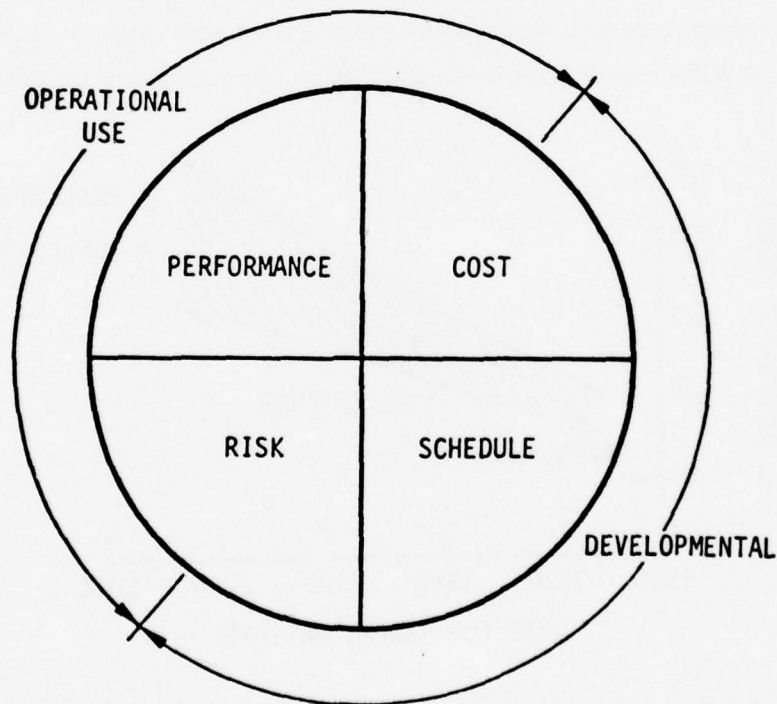 OPERATIONAL
USE
PERFORMANCE
COST
RISK
SCHEDULE
DEVELOPMENTAL